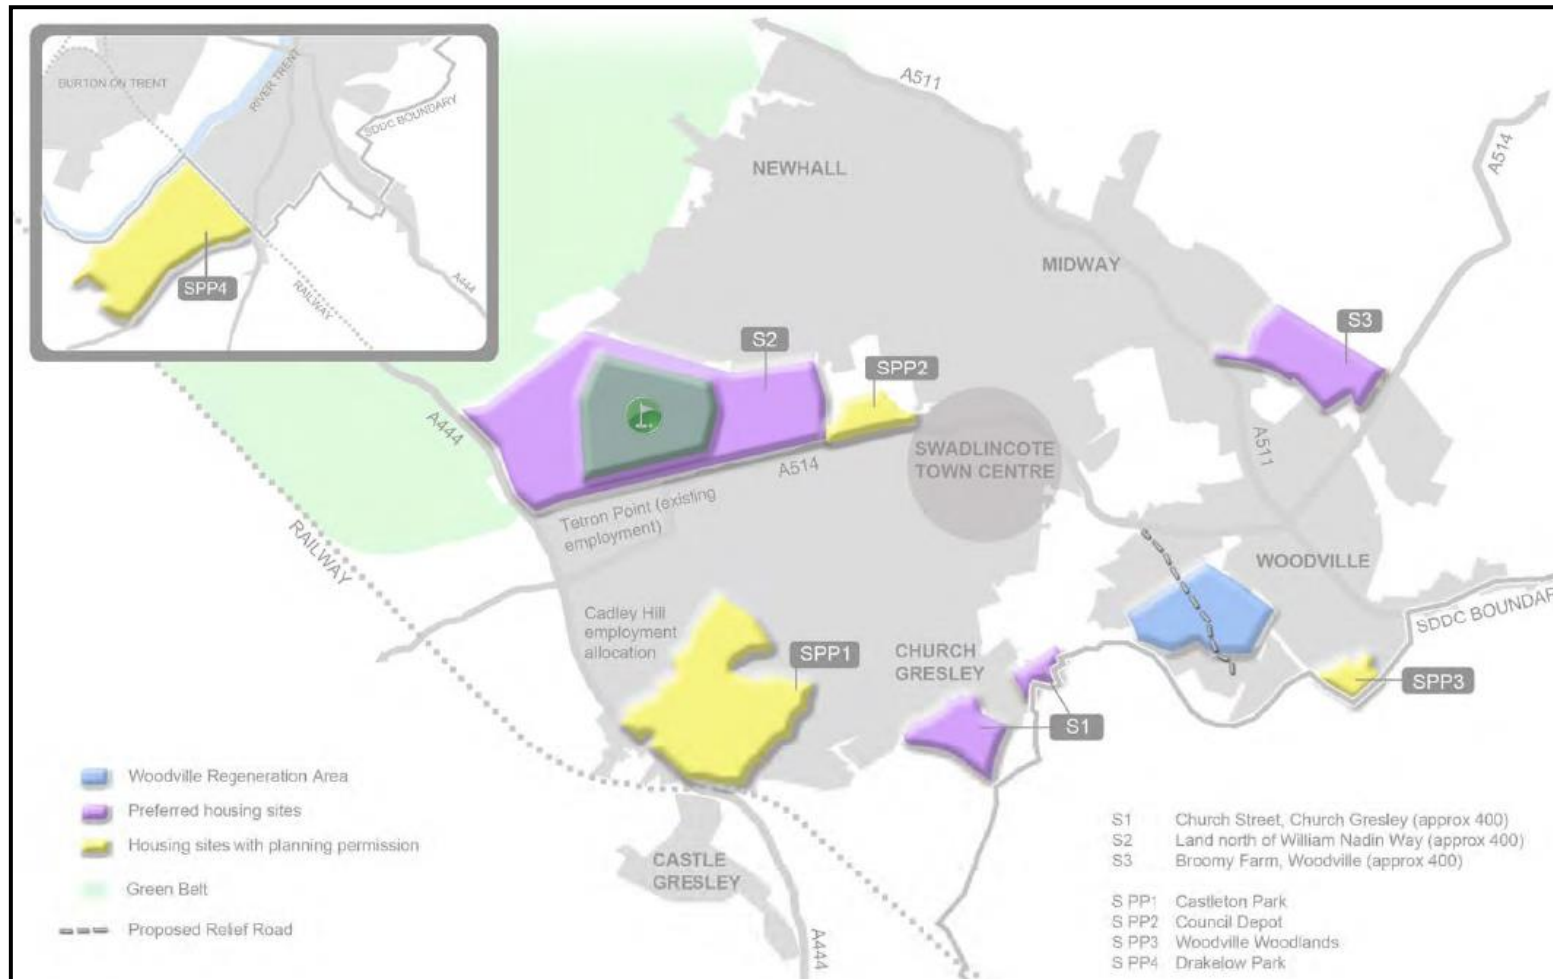 BURTON ON TRENT
RIVER TRENT
SDDC BOUNDARY
SPP4
RAILWAY
A444
A511
A514
NEWHALL
MIDWAY
S3
S2
SPP2
A444
A514
SWADLINCOTE
TOWN CENTRE
A511
Tetron Point (existing
employment)
RAILWAY
WOODVILLE
SDDC BOUNDAR
Cadley Hill
employment
allocation
SPP1
CHURCH
GRESLEY
SPP3
S1
CASTLE
GRESLEY
A444
Woodville Regeneration Area
Preferred housing sites
Housing sites with planning permission
Green Belt
Proposed Relief Road
S1 Church Street, Church Gresley (approx 400)
S2 Land north of William Nadin Way (approx 400)
S3 Broomy Farm, Woodville (approx 400)
S PP1 Castleton Park
S PP2 Council Depot
S PP3 Woodville Woodlands
S PP4 Drakelow Park